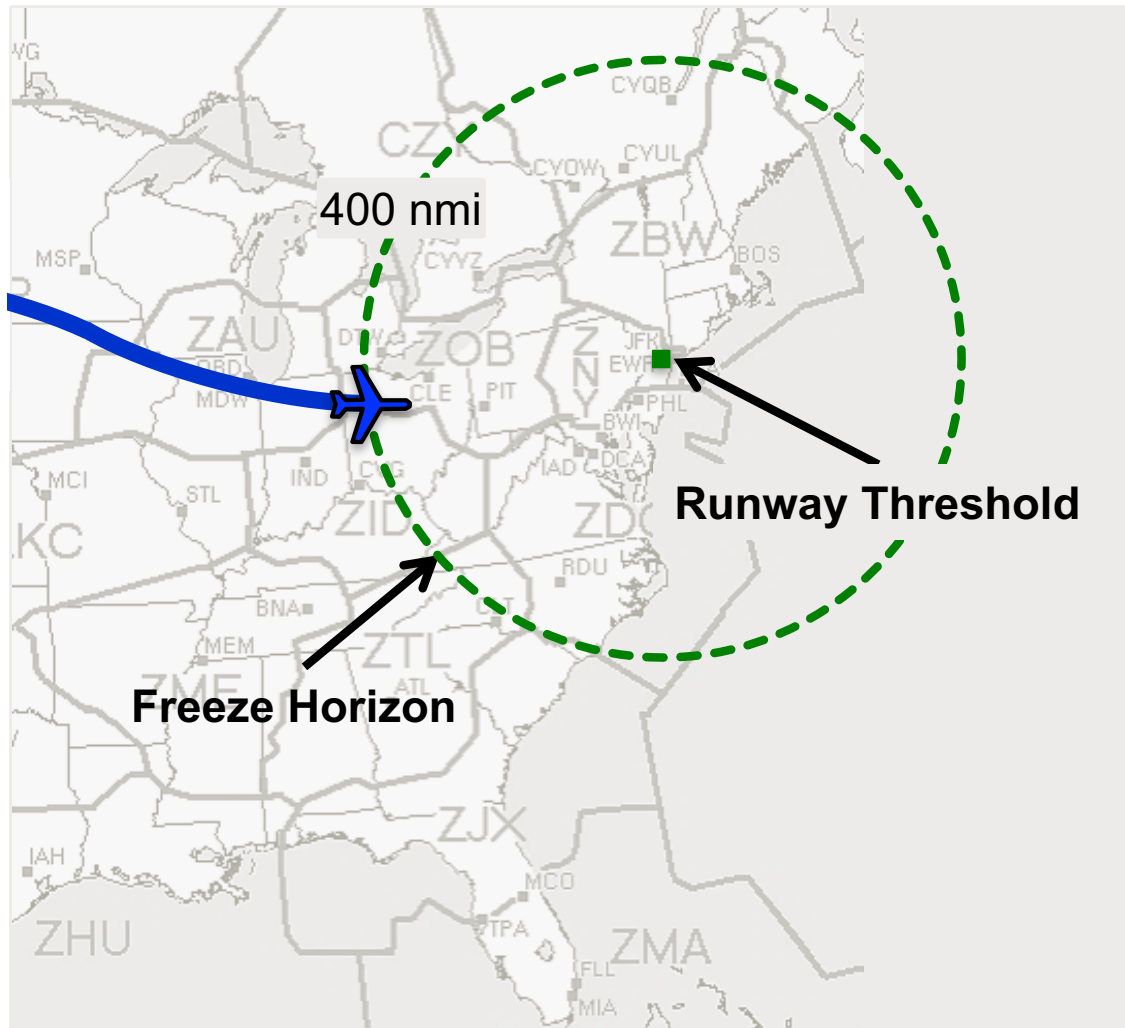 VG
CYQB
CZY
CYUL
CYOW
400 nmi
ZBW
MSP
CYYZ
BOS
ZAU
DTW
ZOB
Z
N
Y
JFK
EWR
ORD
MDW
CLE
PIT
PHL
BWI
DCA
IAD
IND
CVG
MCI
STL
ZID
ZDC
Runway Threshold
KC
RDU
BNA
CLT
MEM
ZTL
ZME
ATL
Freeze Horizon
ZJX
IAH
MCO
ZHU
TPA
ZMA
FLL
MIA